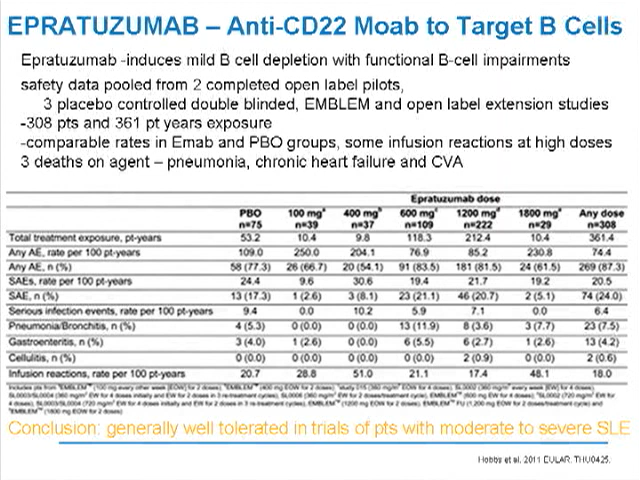 EPRATUZUMAB – Anti-CD22 Moab to Target B Cells
Epratuzumab -induces mild B cell depletion with functional B-cell impairments
safety data pooled from 2 completed open label pilots,
3 placebo controlled double blinded, EMBLEM and open label extension studies
-308 pts and 361 pt years exposure
-comparable rates in Emab and PBO groups, some infusion reactions at high doses
3 deaths on agent – pneumonia, chronic heart failure and CVA
Epratuzumab dose
PBO 100 mg 400 mg 600 mg 1200 mg 1800 mg Any dose
n=75 n=39 n=37 n=109 n=222 n=29 n=308
Total treatment exposure, pt-years 53.2 10.4 9.8 118.3 212.4 10.4 361.4
Any AE, rate per 100 pt-years 109.0 250.0 204.1 76.9 85.2 230.8 74.4
Any AE, n (%) 58 (77.3) 26 (66.7) 20 (54.1) 91 (83.5) 181 (81.5) 24 (61.5) 269 (87.3)
SAEs, rate per 100 pt-years 24.4 9.6 30.6 19.4 21.7 19.2 20.5
SAE, n (%) 13 (17.3) 1 (2.6) 3 (8.1) 23 (21.1) 46 (20.7) 2 (5.1) 74 (24.0)
Serious infection events, rate per 100 pt-years 9.4 0.0 10.2 5.9 7.1 0.0 6.4
Pneumonia/Bronchitis, n (%) 4 (5.3) 0 (0.0) 0 (0.0) 13 (11.9) 8 (3.6) 3 (7.7) 23 (7.5)
Gastroenteritis, n (%) 3 (4.0) 1 (2.6) 0 (0.0) 6 (5.5) 6 (2.7) 1 (2.6) 13 (4.2)
Cellulitis, n (%) 0 (0.0) 0 (0.0) 0 (0.0) 0 (0.0) 2 (0.9) 0 (0.0) 2 (0.6)
Infusion reactions, rate per 100 pt-years 20.7 28.8 51.0 21.1 17.4 48.1 18.0
Conclusion: generally well tolerated in trials of pts with moderate to severe SLE
Hobbs et al, 2011 EULAR. THU0425.